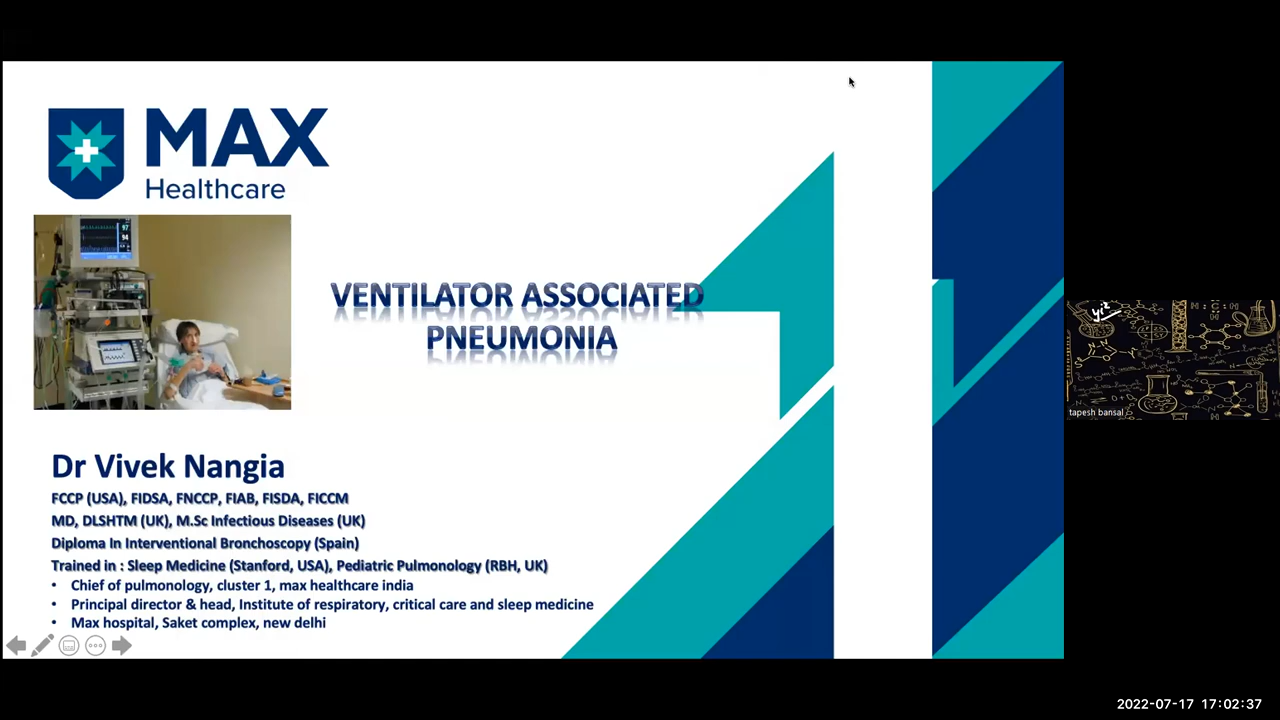 MAX
Healthcare
97
94
VENTILATOR ASSOCIATED
PNEUMONIA
Dr Vivek Nangia
FCCP (USA), FIDSA, FNCCP, FIAB, FISDA, FICCM
MD, DLSHTM (UK), M.Sc Infectious Diseases (UK)
Diploma In Interventional Bronchoscopy (Spain)
Trained in : Sleep Medicine (Stanford, USA), Pediatric Pulmonology (RBH, UK)
• Chief of pulmonology, cluster 1, max healthcare india
• Principal director & head, Institute of respiratory, critical care and sleep medicine
• Max hospital, Saket complex, new delhi
tapesh bansal
2022-07-17 17:02:37